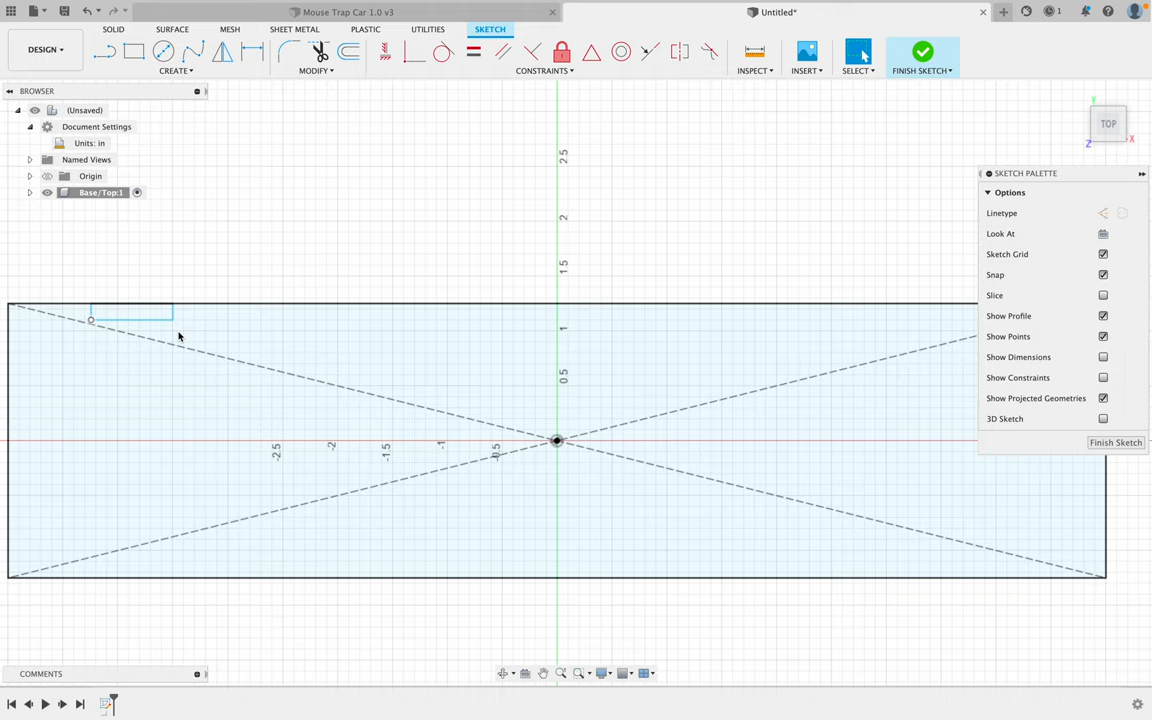 Mouse Trap Car 1.0 v3
Untitled*
1
DESIGN
SOLID
SURFACE
MESH
SHEET METAL
PLASTIC
UTILITIES
SKETCH
CREATE
MODIFY
CONSTRAINTS
INSPECT
INSERT
SELECT
FINISH SKETCH
BROWSER
(Unsaved)
Document Settings
Units: in
Named Views
Origin
Base/Top:1
Y
TOP
X
Z
SKETCH PALETTE
Options
Linetype
Look At
Sketch Grid
Snap
Slice
Show Profile
Show Points
Show Dimensions
Show Constraints
Show Projected Geometries
3D Sketch
Finish Sketch
2.5
2
1.5
1
0.5
-2.5
-2
-1.5
-1
-0.5
COMMENTS